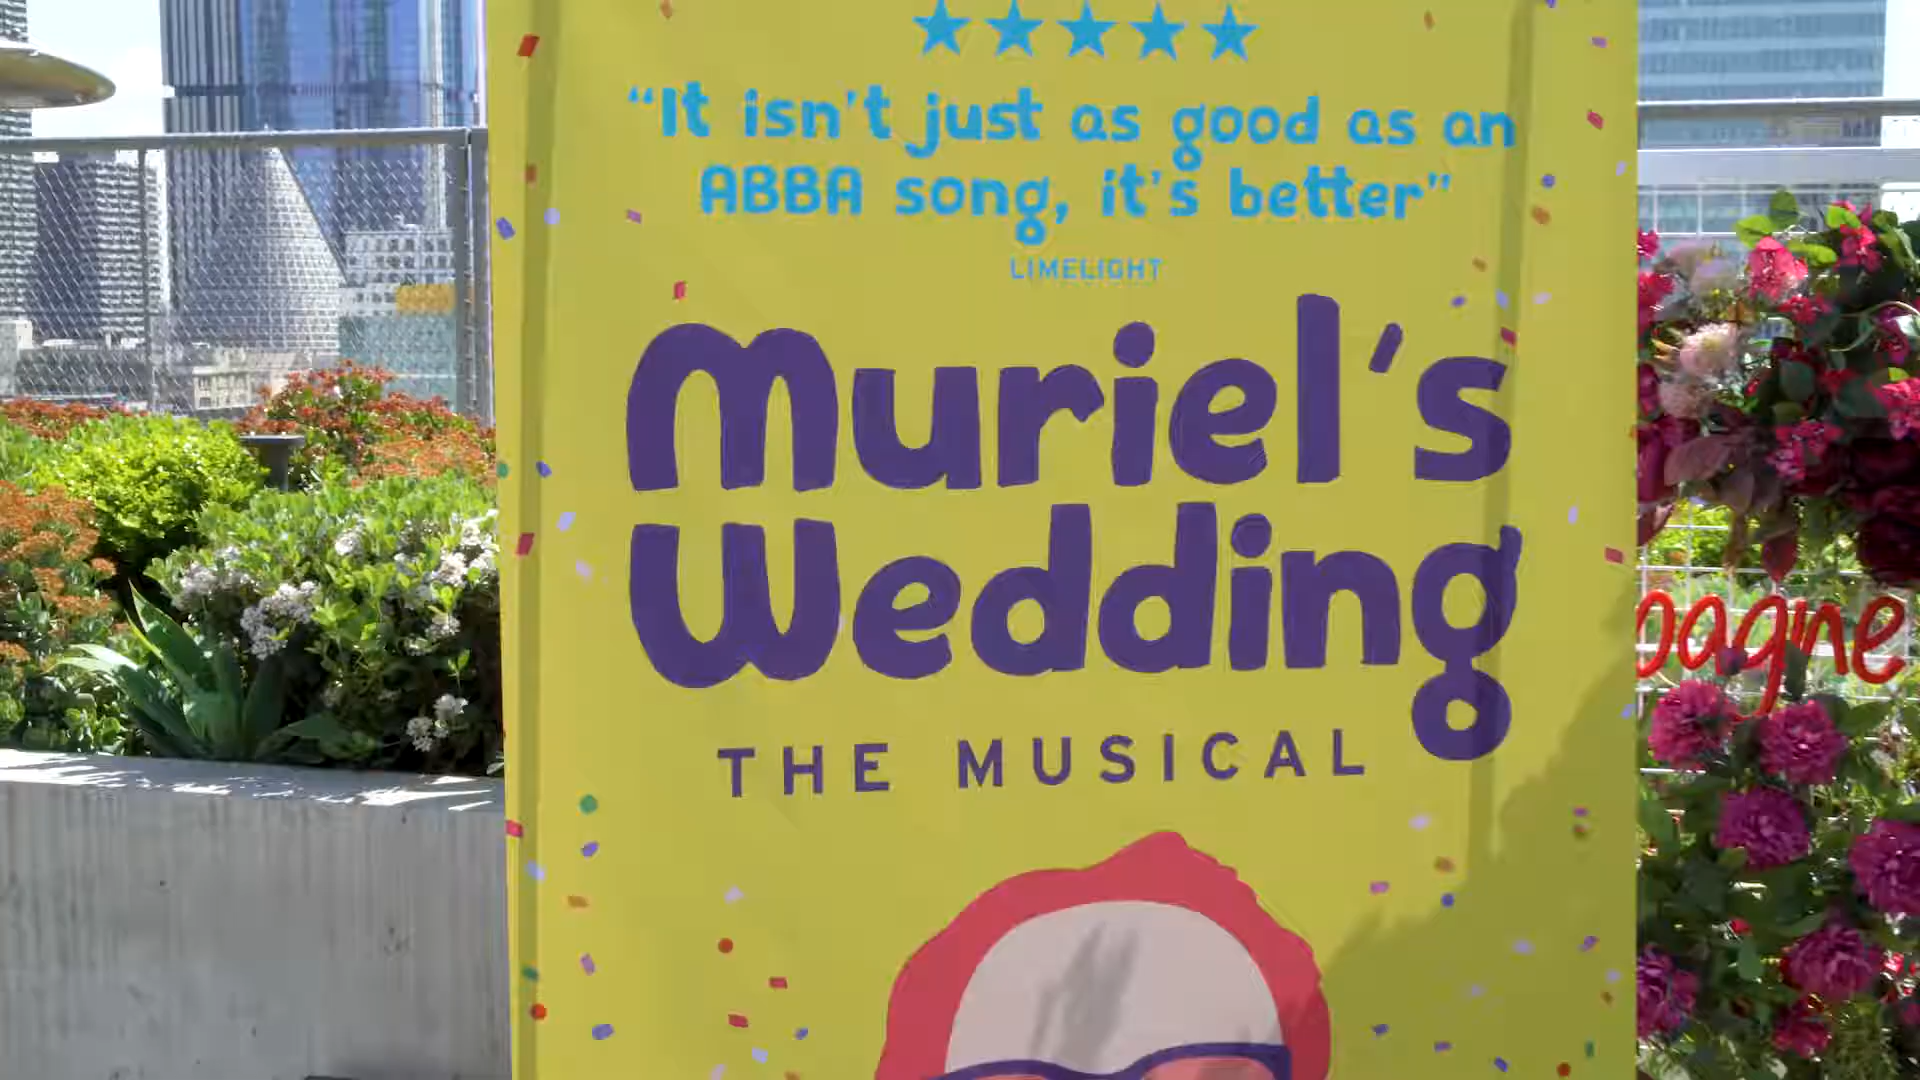 “It isn't just as good as an
ABBA song, it's better”
LIMELIGHT
Muriel's
Wedding
THE MUSICAL